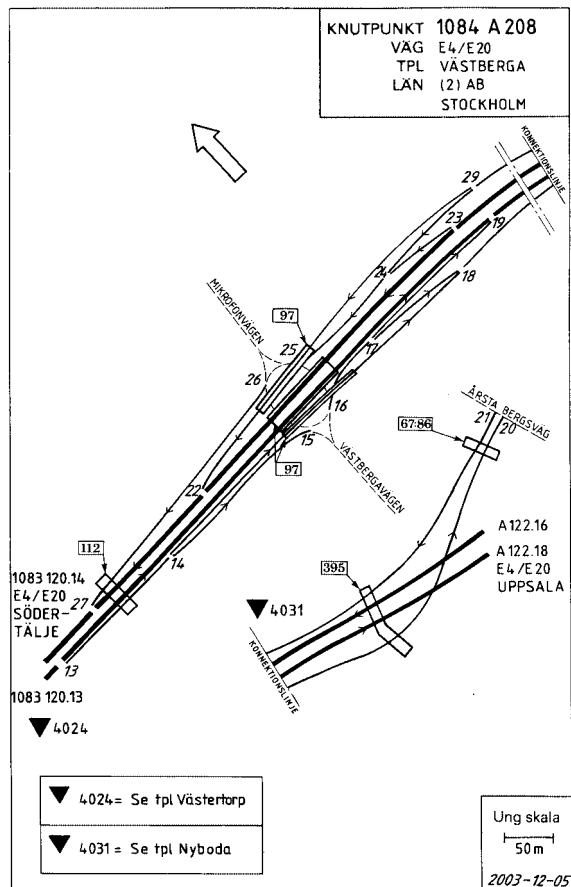 KNUTPUNKT 1084 A 208
VÄG E4/E20
TPL VÄSTBERGA
LÄN (2) AB
STOCKHOLM
KONNEKTIONSLINJE
29
23
19
24
18
MIKROFONVÄGEN
97
17
25
26
16
15
97
VÄSTBERGAVÄGEN
ÅRSTA BERGSVÄG
21
20
6786
22
A 122.16
A 122.18
E4/E20
UPPSALA
112
14
395
1083 120.14
E4/E20
SÖDER-
TÄLJE
27
4031
13
KONNEKTIONSLINJE
1083 120.13
4024
4024 = Se tpl Västertorp
4031 = Se tpl Nyboda
Ung skala
50 m
2003-12-05